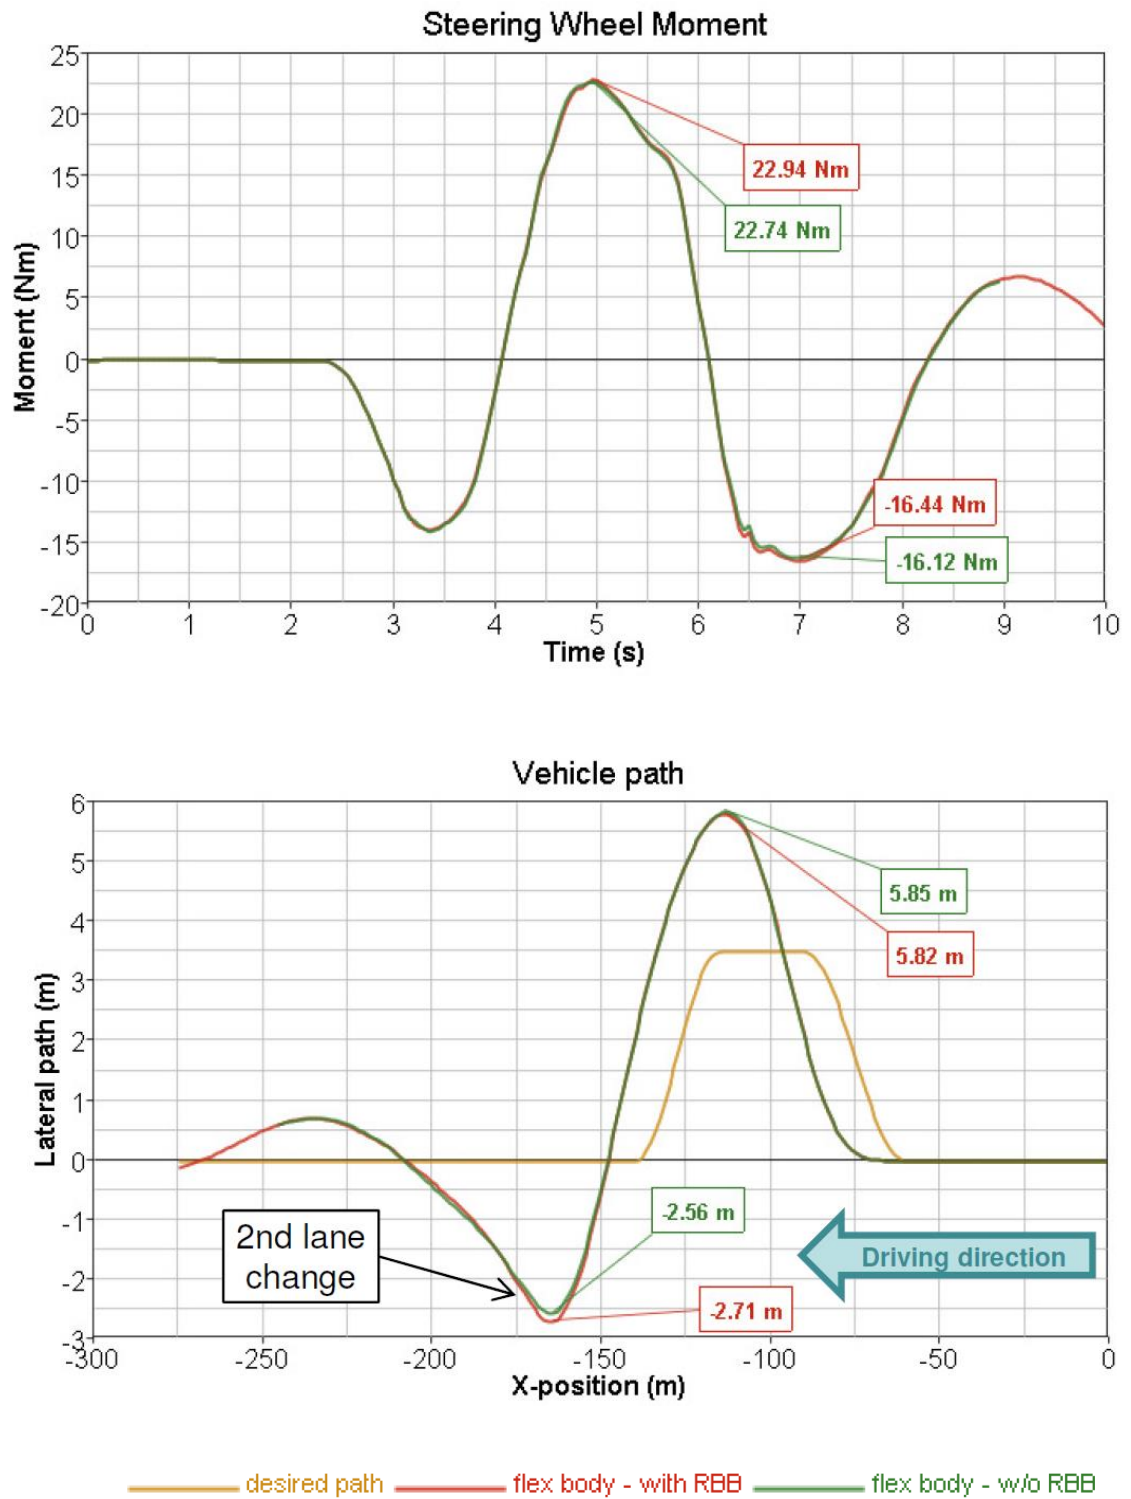 Steering Wheel Moment
25
20
15
10
5
0
-5
-10
-15
-20
Moment (Nm)
22.94 Nm
22.74 Nm
-16.44 Nm
-16.12 Nm
0 1 2 3 4 5 6 7 8 9 10
Time (s)
Vehicle path
6
5
4
3
2
1
0
-1
-2
-3
Lateral path (m)
5.85 m
5.82 m
-2.56 m
2nd lane
change
Driving direction
-2.71 m
-300 -250 -200 -150 -100 -50 0
X-position (m)
desired path flex body - with RBB flex body - w/o RBB